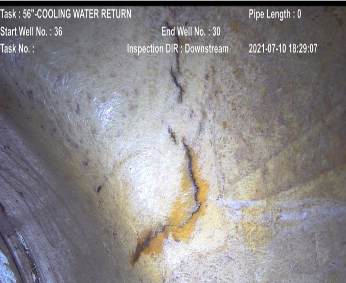 Task : 56"-COOLING WATER RETURN Pipe Length : 0
Start Well No. : 36 End Well No. : 30
Task No. : Inspection DIR : Downstream 2021-07-10 18:29:07